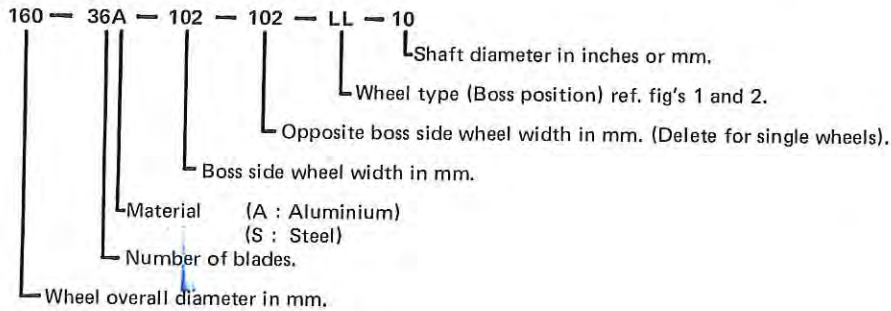 160 — 36A — 102 — 102 — LL — 10
Shaft diameter in inches or mm.
Wheel type (Boss position) ref. fig's 1 and 2.
Opposite boss side wheel width in mm. (Delete for single wheels).
Boss side wheel width in mm.
Material (A : Aluminium)
(S : Steel)
Number of blades.
Wheel overall diameter in mm.